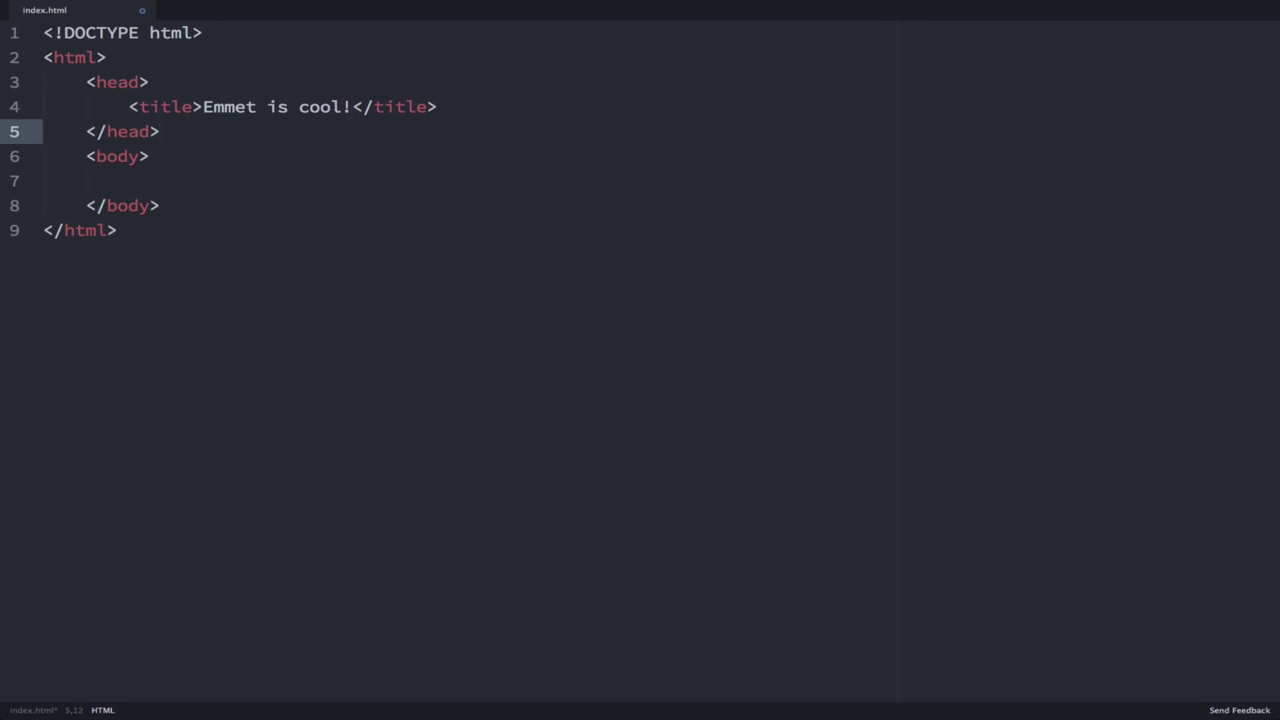 index.html
1 <!DOCTYPE html>
2 <html>
3 <head>
4 <title>Emmet is cool!</title>
5 </head>
6 <body>
7
8 </body>
9 </html>
index.html* 5,12 HTML Send Feedback